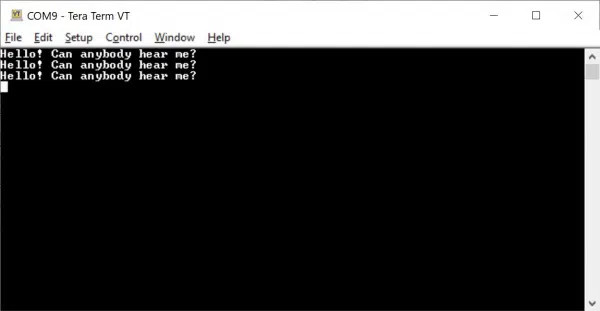 COM9 - Tera Term VT
File Edit Setup Control Window Help
Hello! Can anybody hear me?
Hello! Can anybody hear me?
Hello! Can anybody hear me?